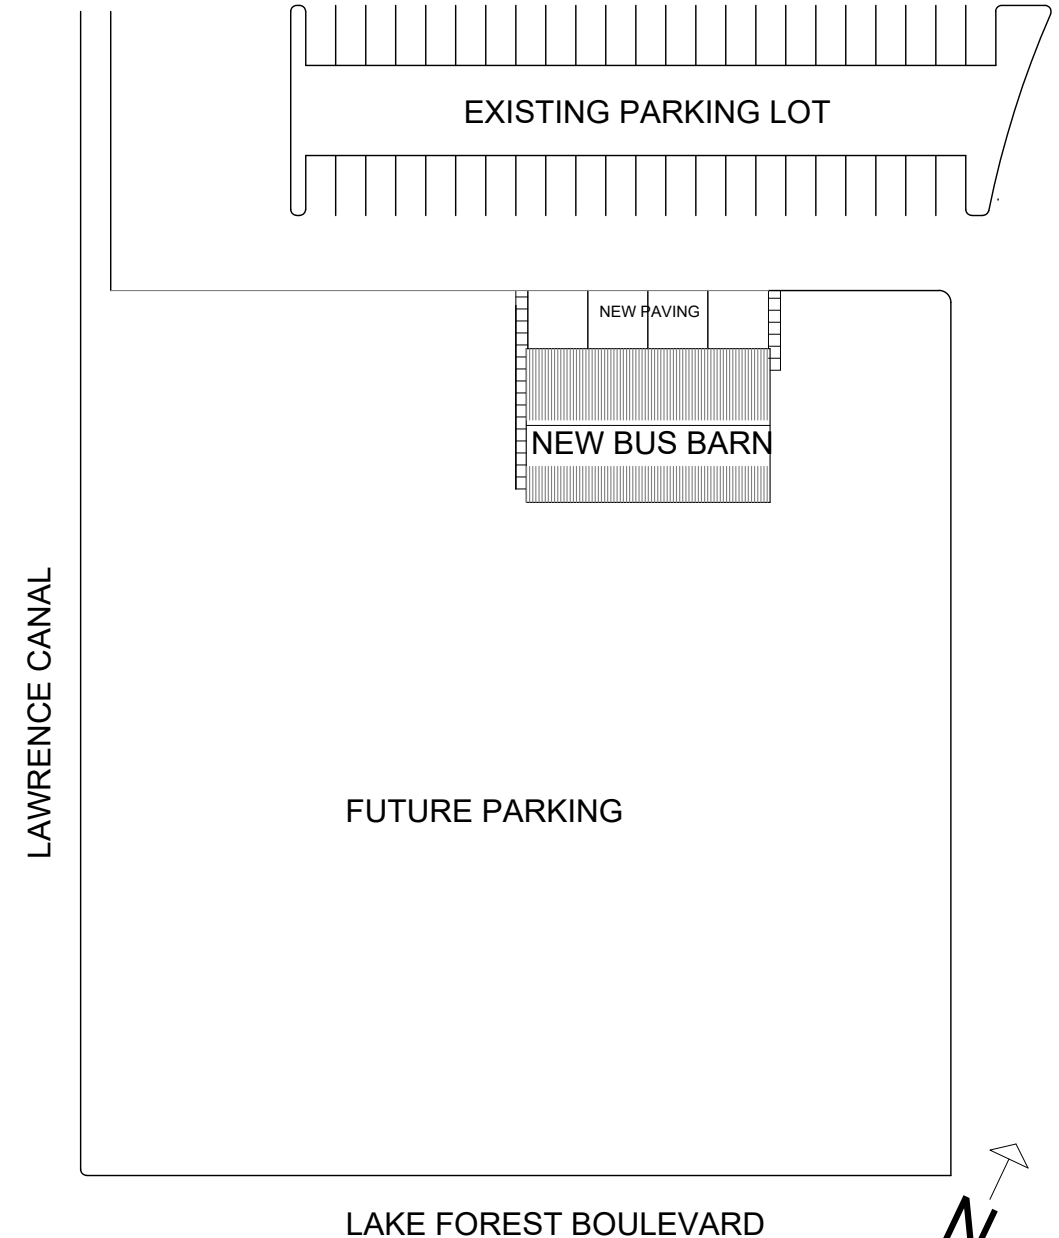 EXISTING PARKING LOT
NEW PAVING
NEW BUS BARN
LAWRENCE CANAL
FUTURE PARKING
LAKE FOREST BOULEVARD
N